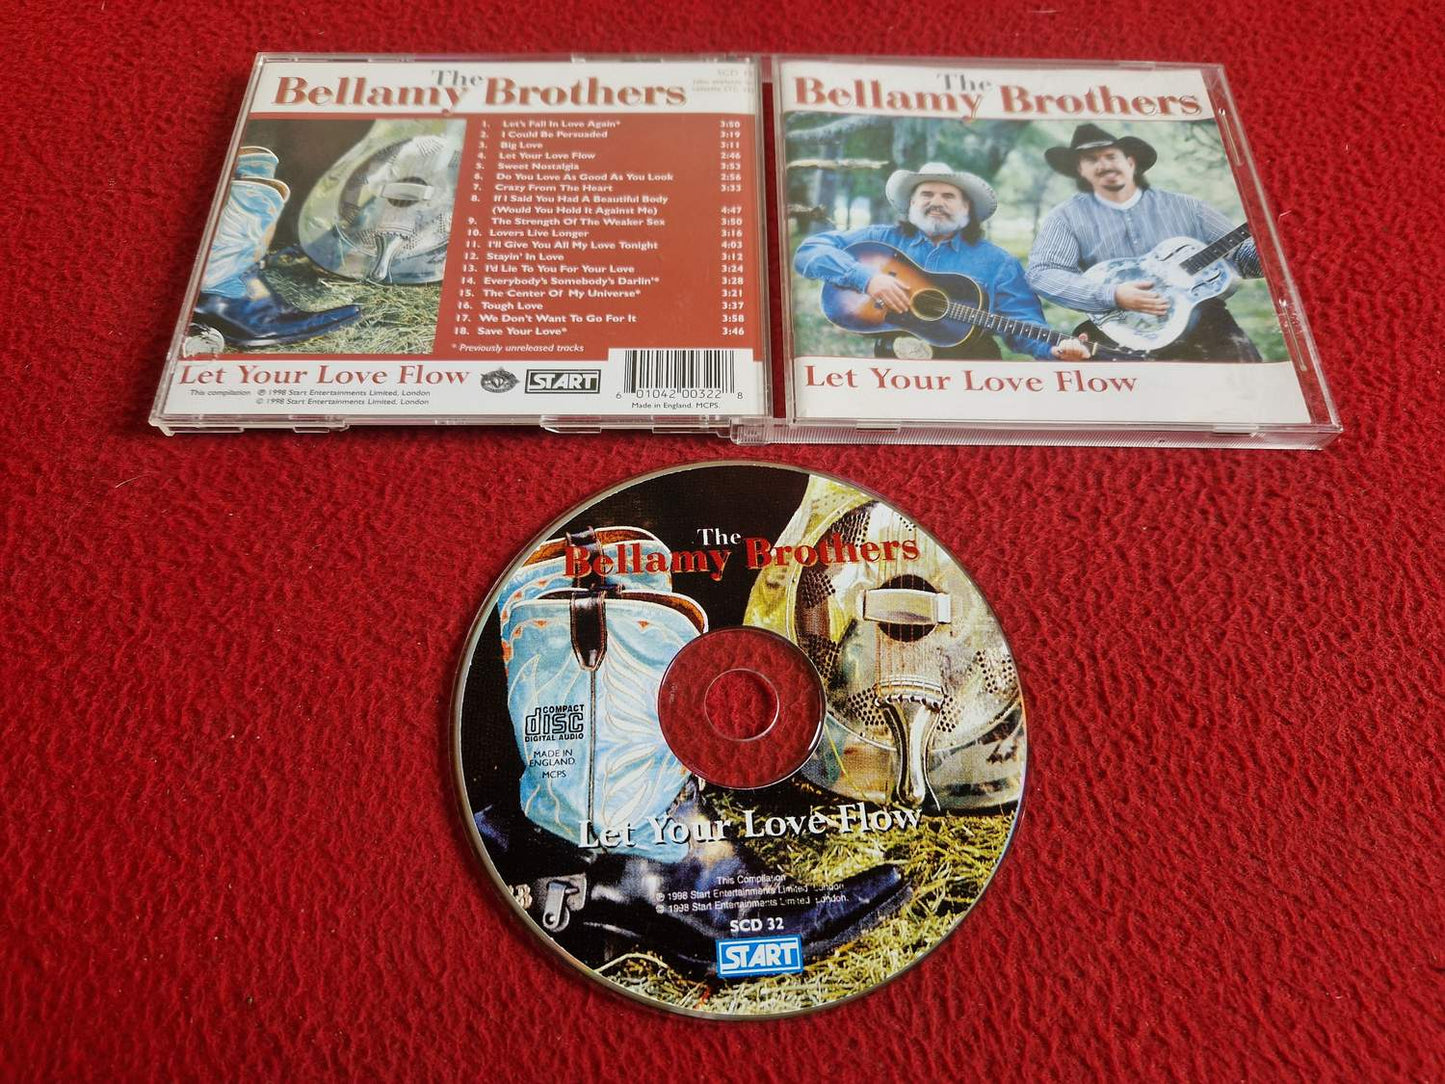 The
Bellamy Brothers
SCD
1. Let's Fall In Love Again* 3:50
2. I Could Be Persuaded 3:19
3. Big Love 3:11
4. Let Your Love Flow 2:46
5. Sweet Nostalgia 3:53
6. Do You Love As Good As You Look 2:56
7. Crazy From The Heart 3:33
8. If I Said You Had A Beautiful Body
(Would You Hold It Against Me) 4:47
9. The Strength Of The Weaker Sex 3:50
10. Lovers Live Longer 3:16
11. I'll Give You All My Love Tonight 4:03
12. Stayin' In Love 3:12
13. I'd Lie To You For Your Love 3:24
14. Everybody's Somebody's Darlin'* 3:28
15. The Center Of My Universe* 3:21
16. Tough Love 3:37
17. We Don't Want To Go For It 3:58
18. Save Your Love* 3:46
* Previously unreleased tracks
Let Your Love Flow
START
This compilation ℗ 1998 Start Entertainments Limited, London
© 1998 Start Entertainments Limited, London
6 01042 00322 8
Made in England. MCPS.
The
Bellamy Brothers
Let Your Love Flow
The
Bellamy Brothers
COMPACT
disc
DIGITAL AUDIO
MADE IN
ENGLAND.
MCPS
Let Your Love Flow
This Compilation
℗ 1998 Start Entertainments Limited, London
© 1998 Start Entertainments Limited, London.
SCD 32
START